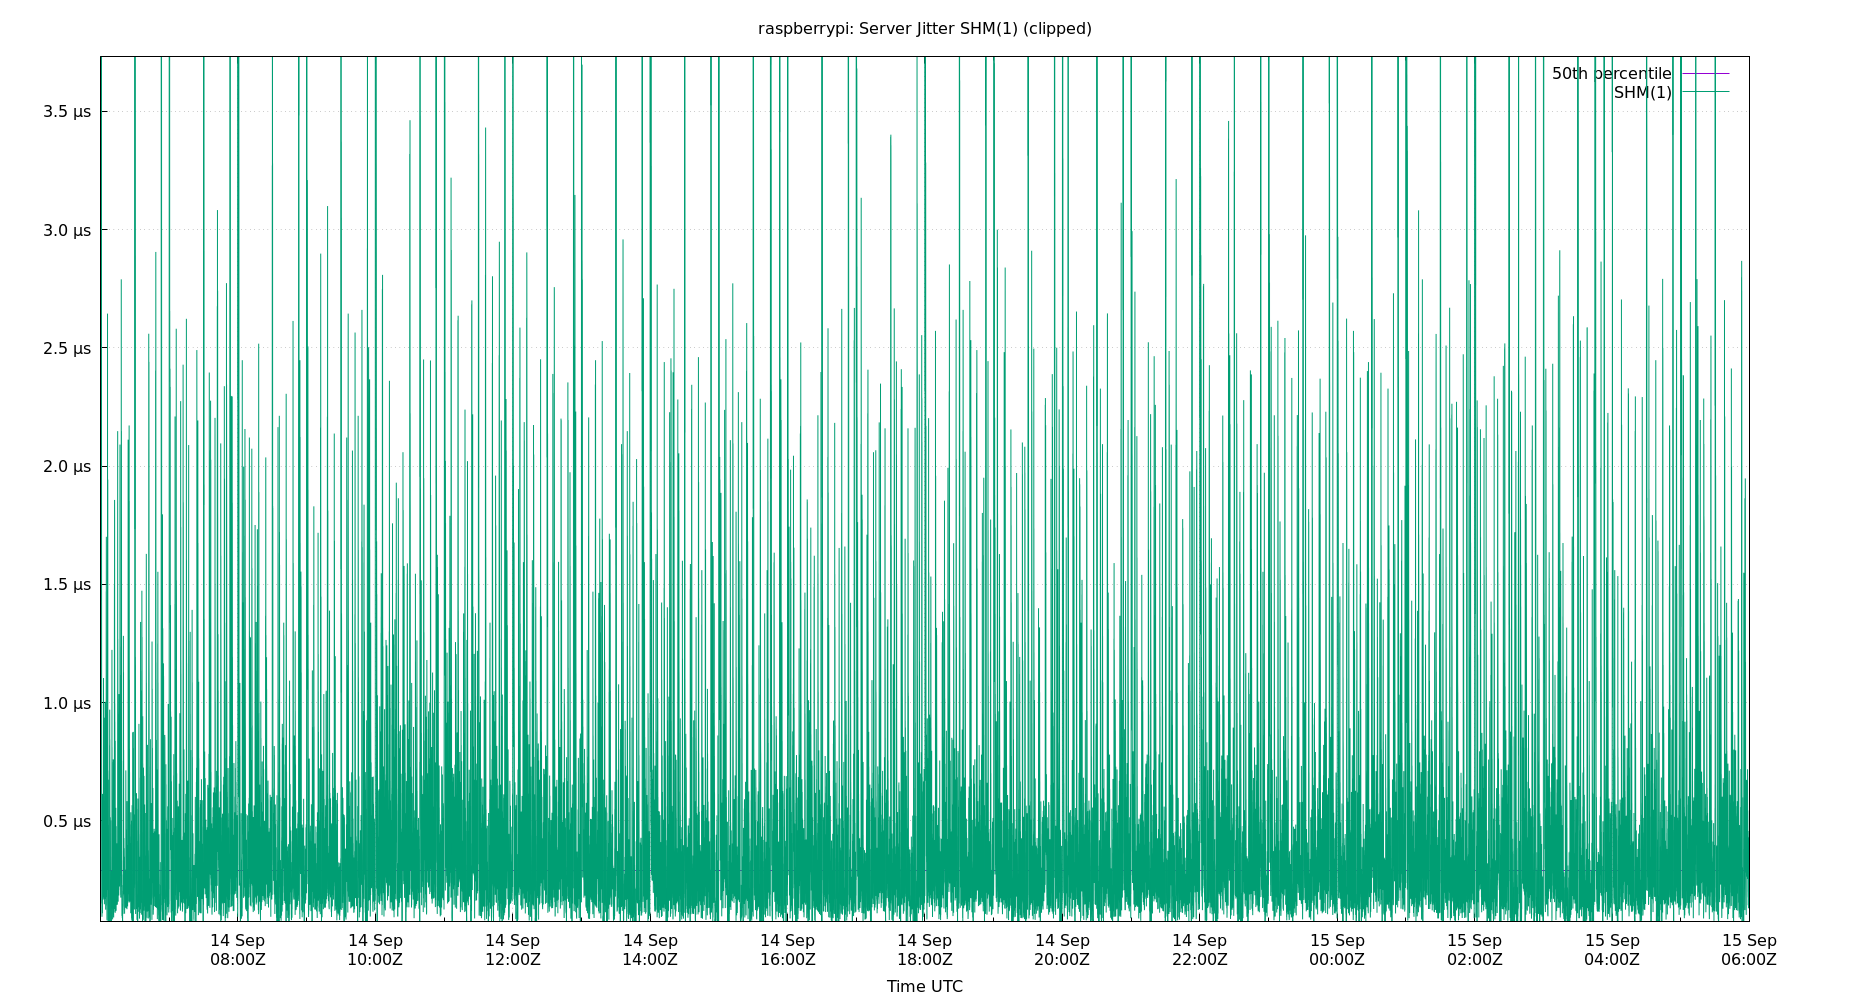 raspberrypi: Server Jitter SHM(1) (clipped)
50th percentile
SHM(1)
3.5 µs
3.0 µs
2.5 µs
2.0 µs
1.5 µs
1.0 µs
0.5 µs
14 Sep 14 Sep 14 Sep 14 Sep 14 Sep 14 Sep 14 Sep 14 Sep 15 Sep 15 Sep 15 Sep 15 Sep
08:00Z 10:00Z 12:00Z 14:00Z 16:00Z 18:00Z 20:00Z 22:00Z 00:00Z 02:00Z 04:00Z 06:00Z
Time UTC